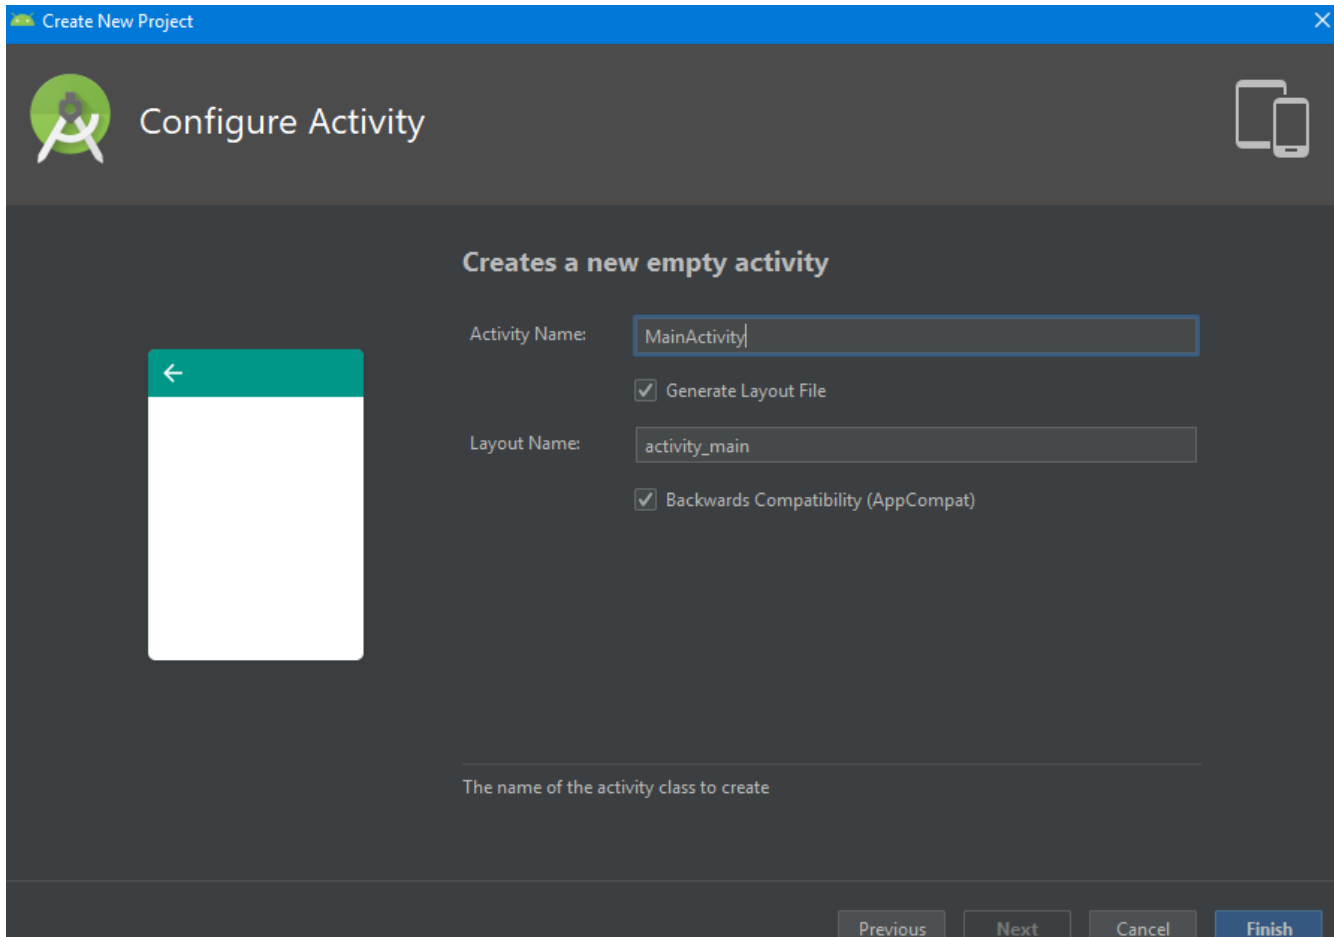 Create New Project
Configure Activity
Creates a new empty activity
Activity Name: MainActivity
Generate Layout File
Layout Name: activity_main
Backwards Compatibility (AppCompat)
The name of the activity class to create
Previous Next Cancel Finish